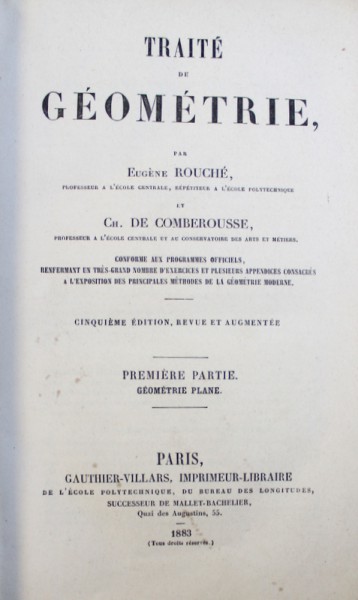 TRAITÉ
DE
GÉOMÉTRIE,
PAR
EUGÈNE ROUCHÉ,
PROFESSEUR A L'ÉCOLE CENTRALE, RÉPÉTITEUR A L'ÉCOLE POLYTECHNIQUE
ET
CH. DE COMBEROUSSE,
PROFESSEUR A L'ÉCOLE CENTRALE ET AU CONSERVATOIRE DES ARTS ET MÉTIERS.
CONFORME AUX PROGRAMMES OFFICIELS,
RENFERMANT UN TRÈS-GRAND NOMBRE D'EXERCICES ET PLUSIEURS APPENDICES CONSACRÉS
A L'EXPOSITION DES PRINCIPALES MÉTHODES DE LA GÉOMÉTRIE MODERNE.
CINQUIÈME ÉDITION, REVUE ET AUGMENTÉE
PREMIÈRE PARTIE.
GÉOMÉTRIE PLANE.
PARIS,
GAUTHIER-VILLARS, IMPRIMEUR-LIBRAIRE
DE L'ÉCOLE POLYTECHNIQUE, DU BUREAU DES LONGITUDES,
SUCCESSEUR DE MALLET-BACHELIER,
Quai des Augustins, 55.
1883
(Tous droits réservés.)